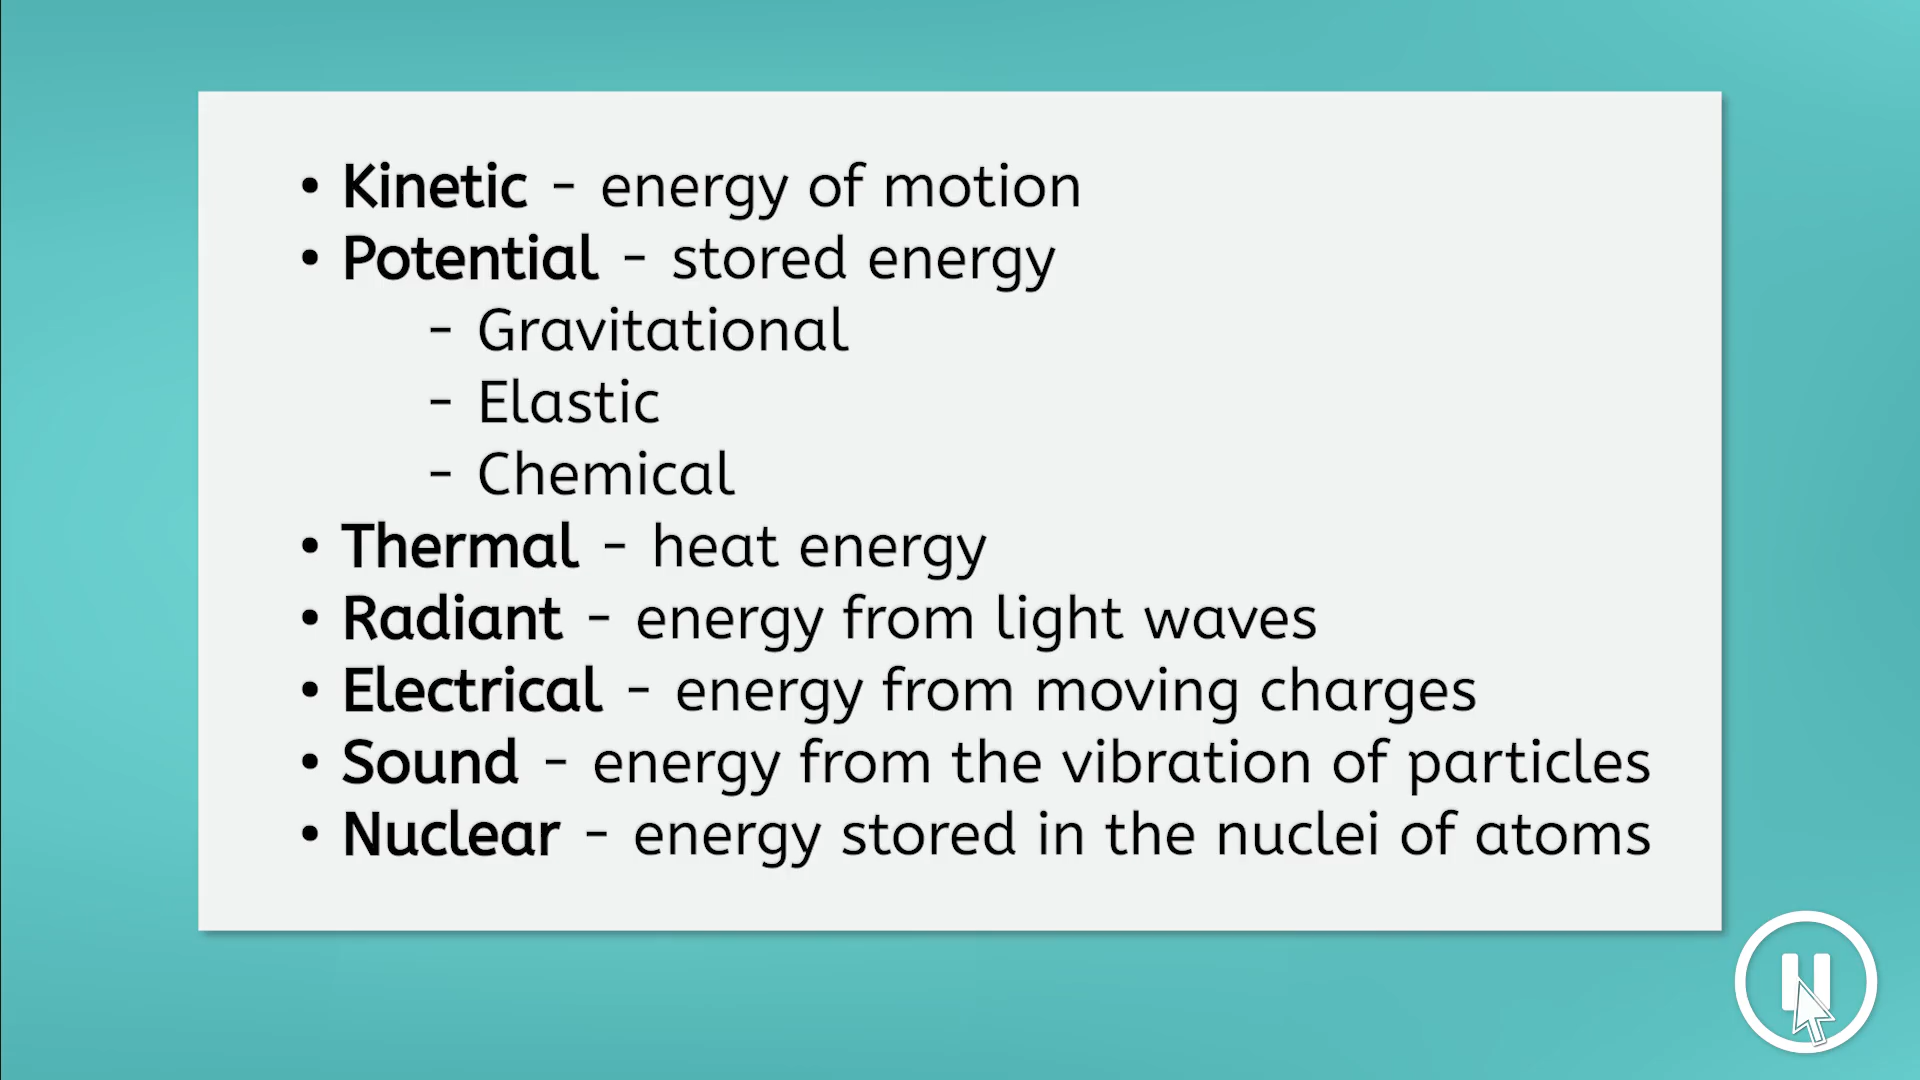 • Kinetic - energy of motion
• Potential - stored energy
- Gravitational
- Elastic
- Chemical
• Thermal - heat energy
• Radiant - energy from light waves
• Electrical - energy from moving charges
• Sound - energy from the vibration of particles
• Nuclear - energy stored in the nuclei of atoms